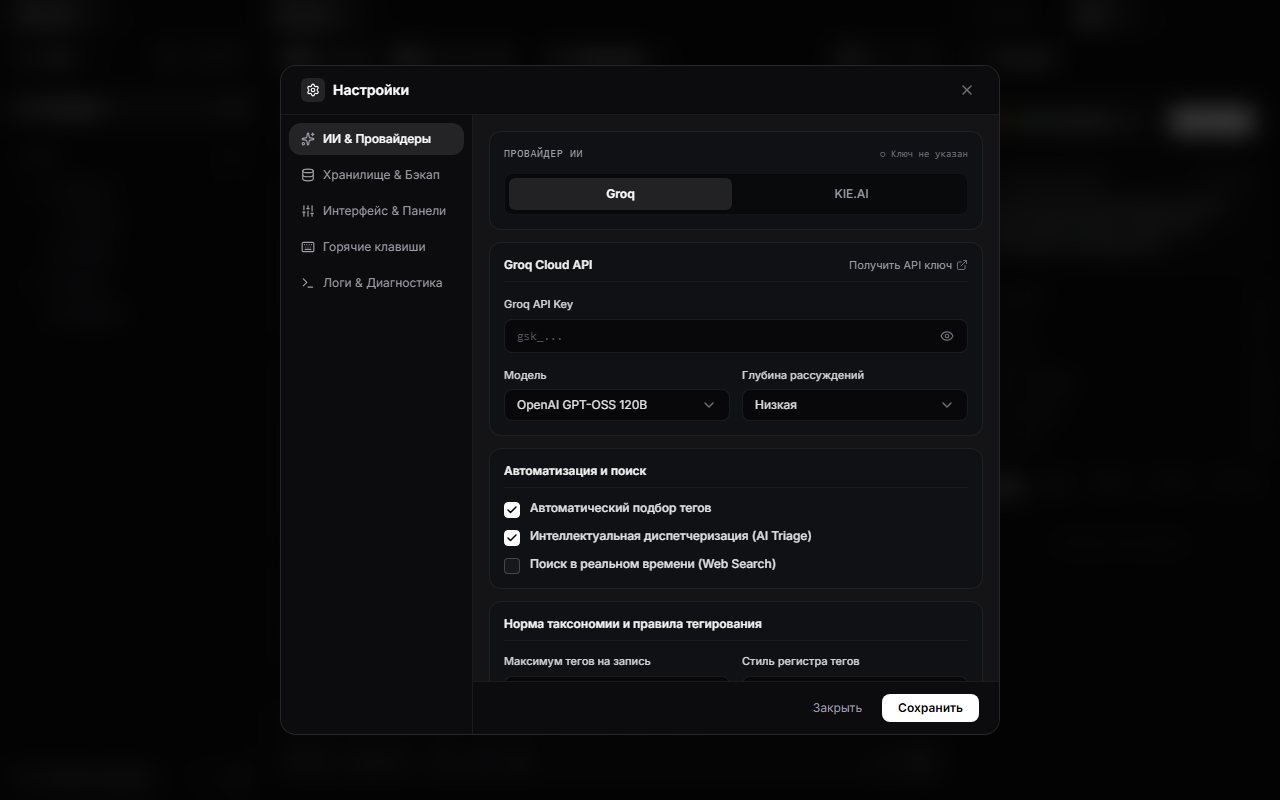 Настройки
ИИ & Провайдеры
Хранилище & Бэкап
Интерфейс & Панели
Горячие клавиши
Логи & Диагностика
ПРОВАЙДЕР ИИ
○ Ключ не указан
Groq
KIE.AI
Groq Cloud API
Получить API ключ
Groq API Key
gsk_...
Модель
Глубина рассуждений
OpenAI GPT-OSS 120B
Низкая
Автоматизация и поиск
Автоматический подбор тегов
Интеллектуальная диспетчеризация (AI Triage)
Поиск в реальном времени (Web Search)
Норма таксономии и правила тегирования
Максимум тегов на запись
Стиль регистра тегов
Закрыть
Сохранить